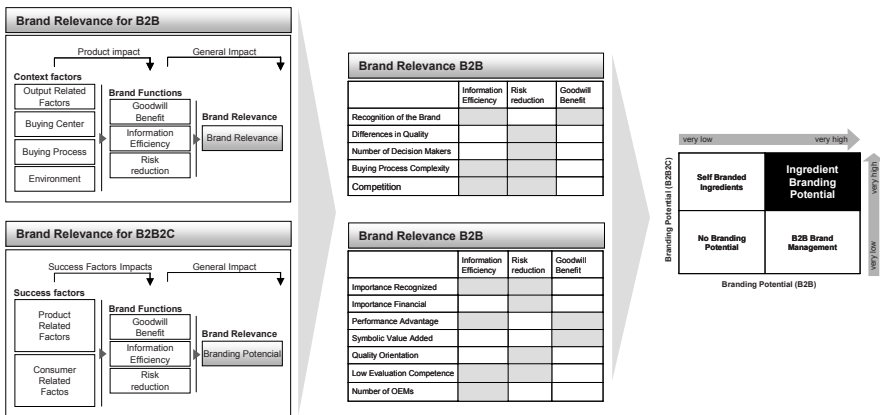 Brand Relevance for B2B
Product impact
General Impact
Context factors
Output Related
Factors
Buying Center
Buying Process
Environment
Brand Functions
Goodwill
Benefit
Information
Efficiency
Risk
reduction
Brand Relevance
Brand Relevance
Brand Relevance for B2B2C
Success Factors Impacts
General Impact
Success factors
Product
Related
Factors
Consumer
Related
Factos
Brand Functions
Goodwill
Benefit
Information
Efficiency
Risk
reduction
Brand Relevance
Branding Potencial
Brand Relevance B2B
Information
Efficiency
Risk
reduction
Goodwill
Benefit
Recognition of the Brand
Differences in Quality
Number of Decision Makers
Buying Process Complexity
Competition
Brand Relevance B2B
Information
Efficiency
Risk
reduction
Goodwill
Benefit
Importance Recognized
Importance Financial
Performance Advantage
Symbolic Value Added
Quality Orientation
Low Evaluation Competence
Number of OEMs
very low
very high
Branding Potential (B2B2C)
Self Branded
Ingredients
Ingredient
Branding
Potential
No Branding
Potential
B2B Brand
Management
very high
very low
Branding Potential (B2B)